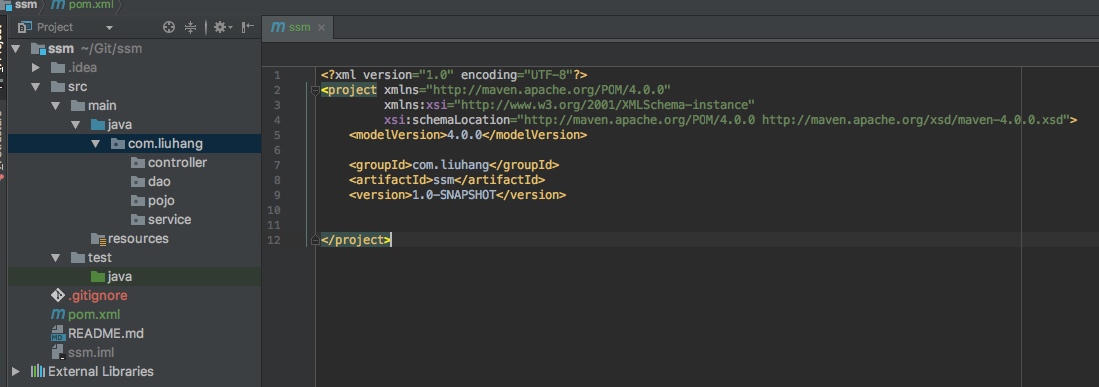 ssm
pom.xml
Project
ssm ~/Git/ssm
.idea
src
main
java
com.liuhang
controller
dao
pojo
service
resources
test
java
.gitignore
pom.xml
README.md
ssm.iml
External Libraries
ssm
1 <?xml version="1.0" encoding="UTF-8"?>
2 <project xmlns="http://maven.apache.org/POM/4.0.0"
3 xmlns:xsi="http://www.w3.org/2001/XMLSchema-instance"
4 xsi:schemaLocation="http://maven.apache.org/POM/4.0.0 http://maven.apache.org/xsd/maven-4.0.0.xsd">
5 <modelVersion>4.0.0</modelVersion>
6
7 <groupId>com.liuhang</groupId>
8 <artifactId>ssm</artifactId>
9 <version>1.0-SNAPSHOT</version>
10
11
12 </project>